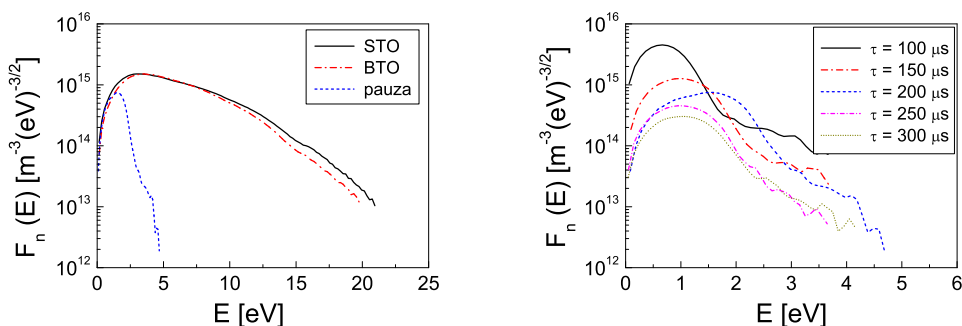 10^16
10^15
10^14
10^13
10^12
F_n (E) [m^-3(eV)^-3/2]
0 5 10 15 20 25
E [eV]
STO
BTO
pauza
10^16
10^15
10^14
10^13
10^12
F_n (E) [m^-3(eV)^-3/2]
0 1 2 3 4 5 6
E [eV]
τ = 100 µs
τ = 150 µs
τ = 200 µs
τ = 250 µs
τ = 300 µs